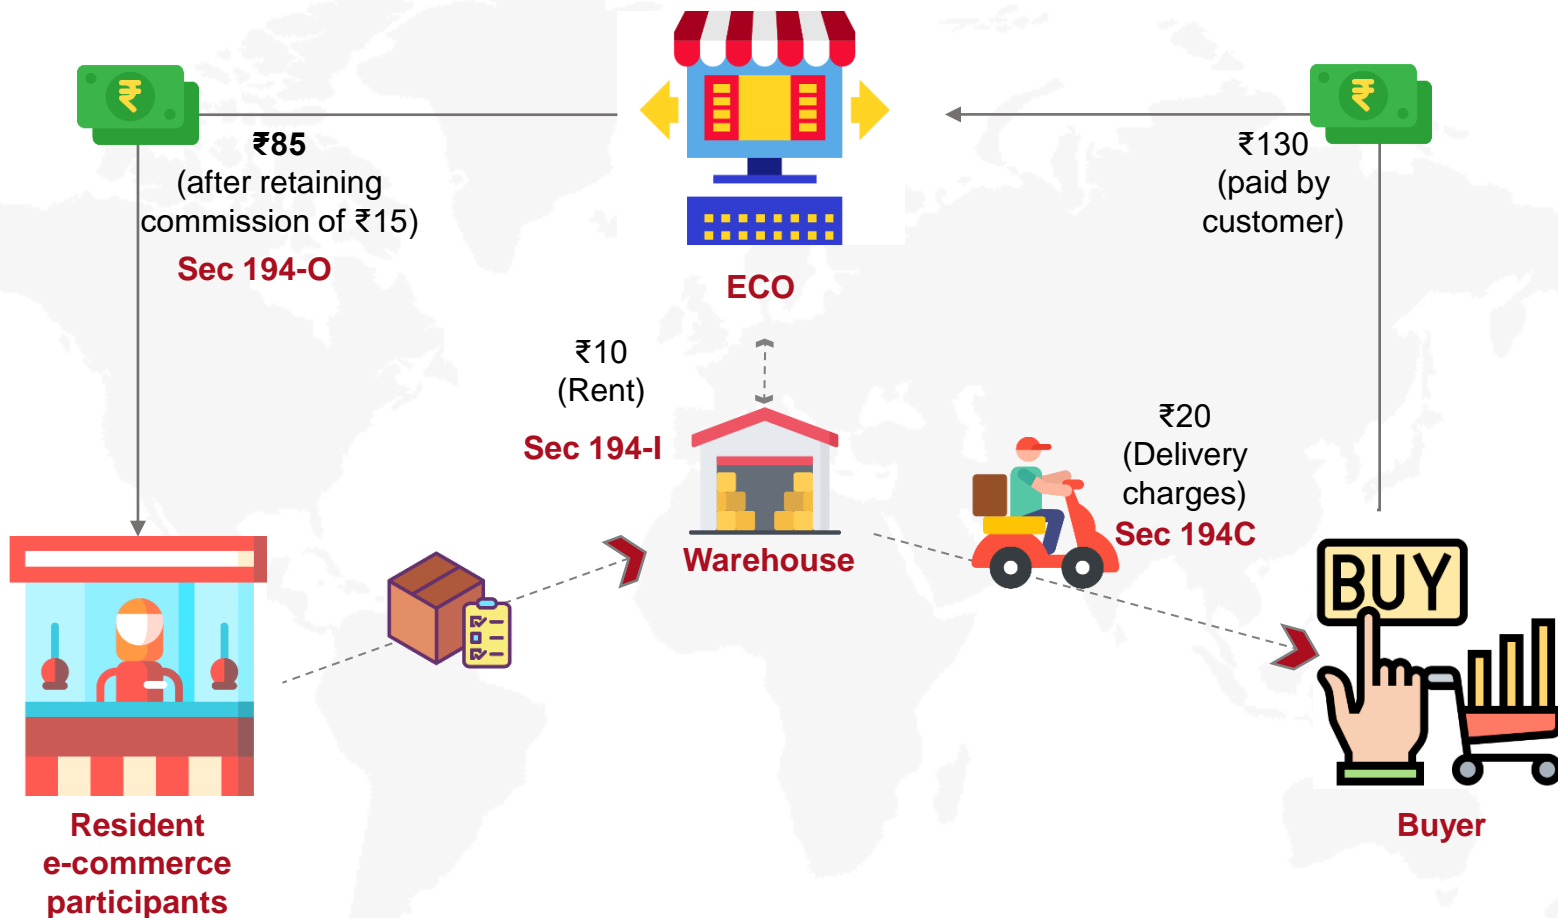 ₹
₹
₹85
(after retaining
commission of ₹15)
Sec 194-O
ECO
₹130
(paid by
customer)
₹10
(Rent)
Sec 194-I
Warehouse
₹20
(Delivery
charges)
Sec 194C
BUY
Resident
e-commerce
participants
Buyer